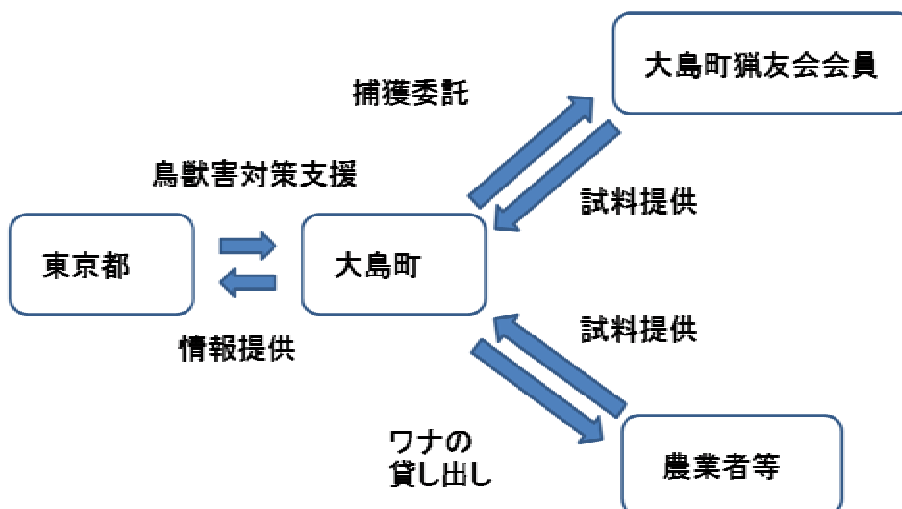 大島町猟友会会員
捕獲委託
鳥獣害対策支援
試料提供
東京都
大島町
情報提供
試料提供
ワナの
貸し出し
農業者等